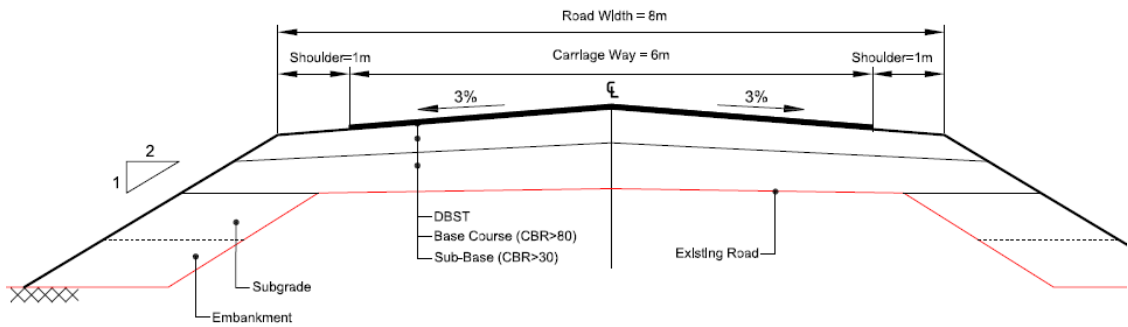 Road Width = 8m
Shoulder=1m
Carriage Way = 6m
Shoulder=1m
3%
℄
3%
2
1
DBST
Base Course (CBR>80)
Sub-Base (CBR>30)
Existing Road
Subgrade
Embankment